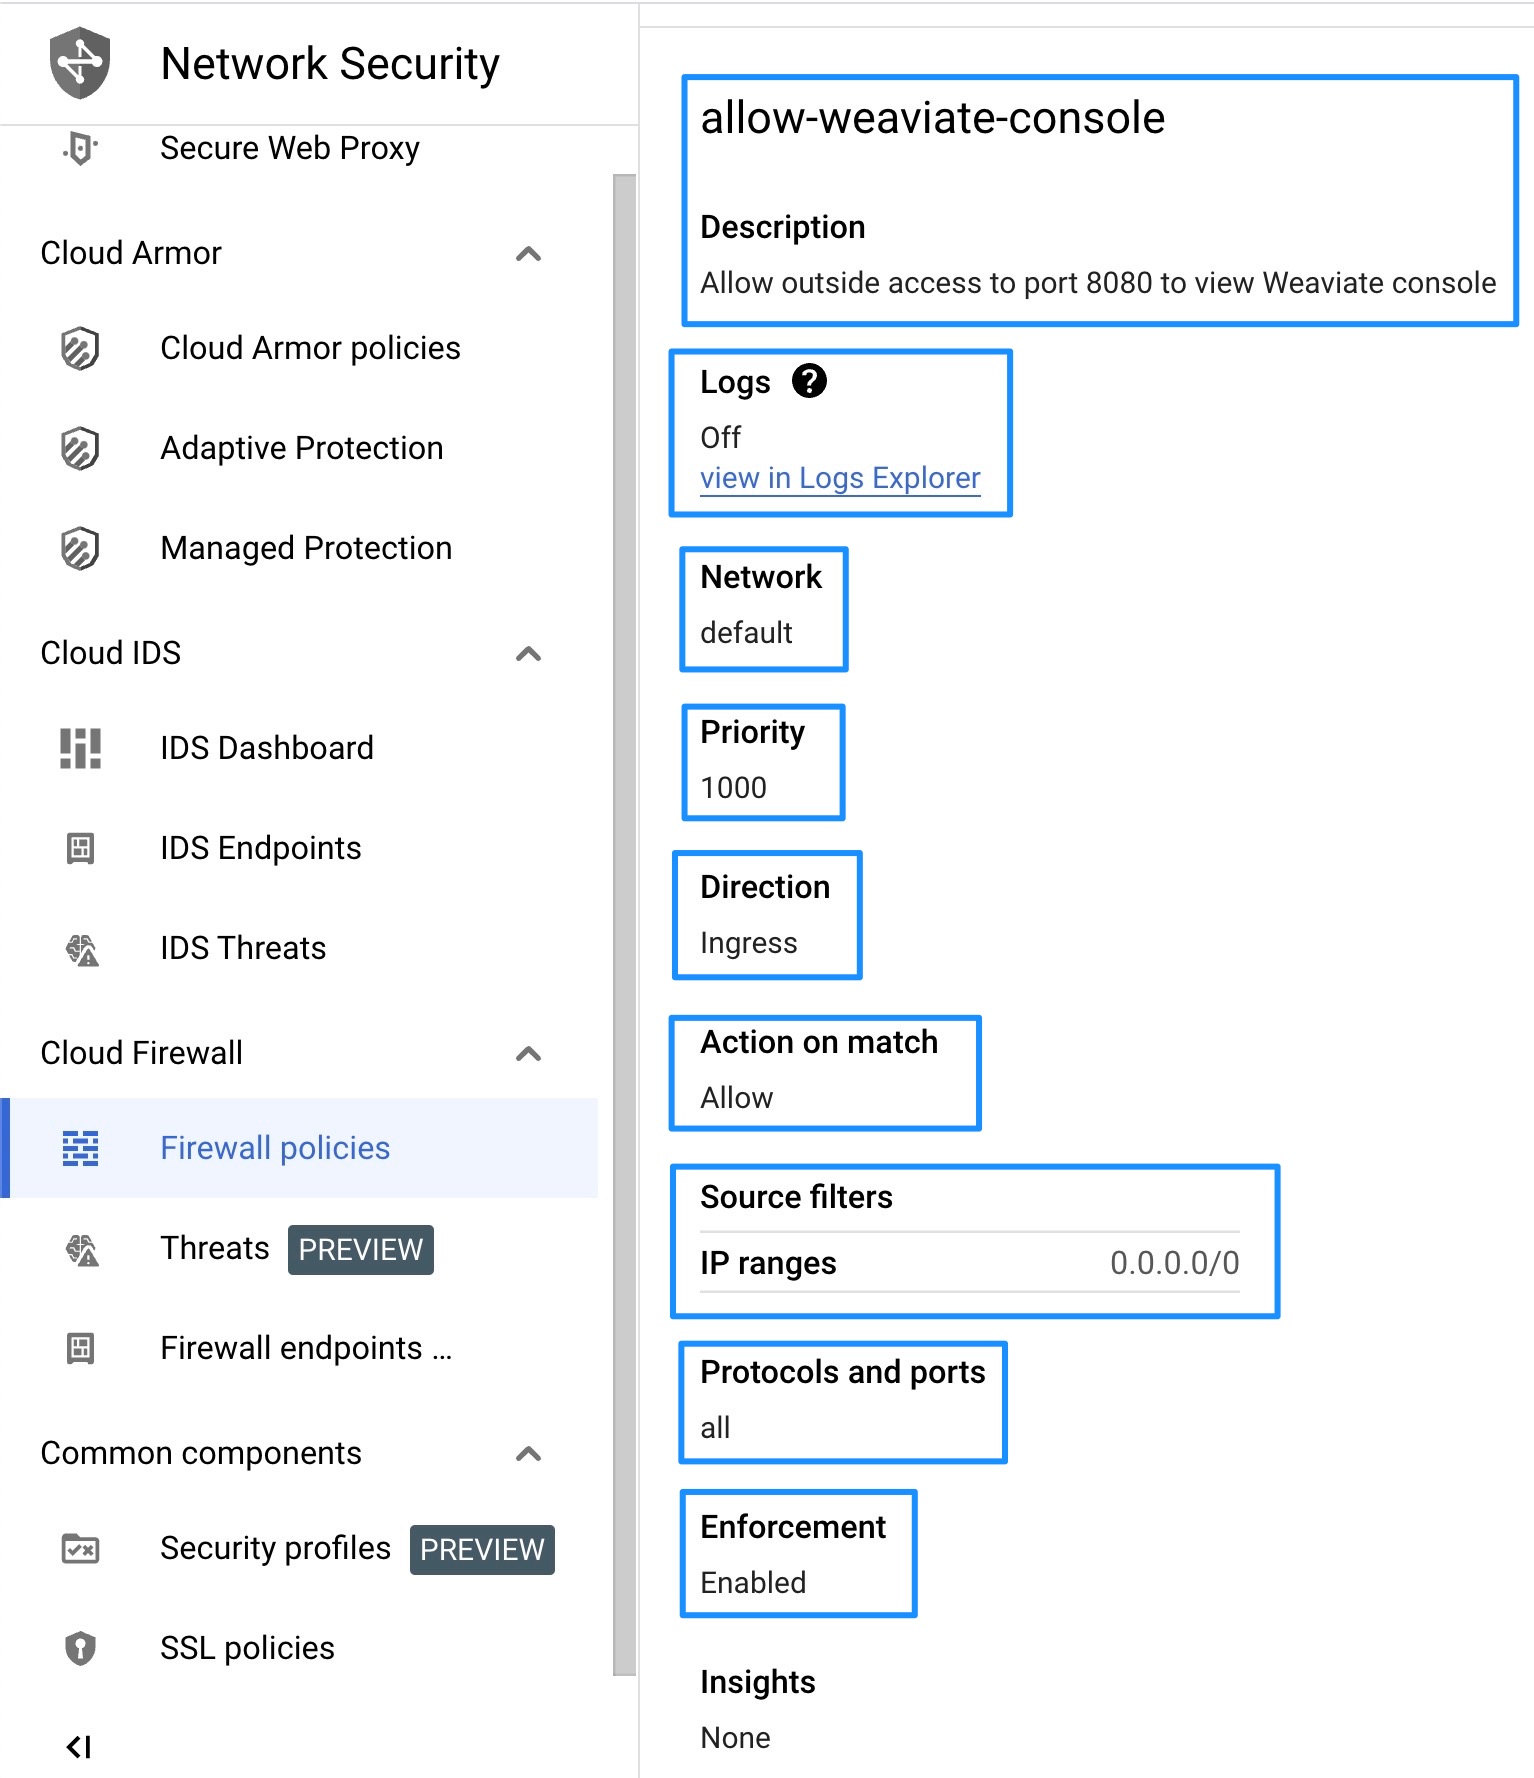 Network Security
Secure Web Proxy
Cloud Armor
Cloud Armor policies
Adaptive Protection
Managed Protection
Cloud IDS
IDS Dashboard
IDS Endpoints
IDS Threats
Cloud Firewall
Firewall policies
Threats PREVIEW
Firewall endpoints ...
Common components
Security profiles PREVIEW
SSL policies
allow-weaviate-console
Description
Allow outside access to port 8080 to view Weaviate console
Logs ?
Off
view in Logs Explorer
Network
default
Priority
1000
Direction
Ingress
Action on match
Allow
Source filters
IP ranges 0.0.0.0/0
Protocols and ports
all
Enforcement
Enabled
Insights
None